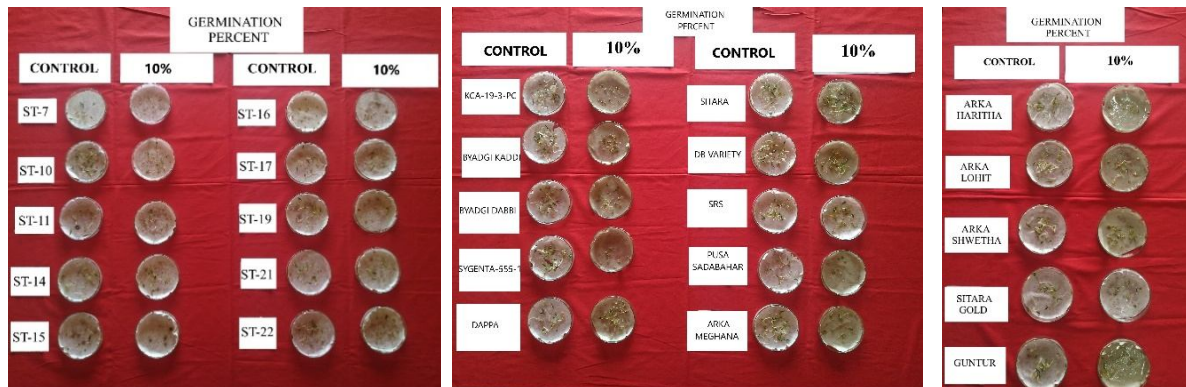 GERMINATION
PERCENT
CONTROL 10% CONTROL 10%
ST-7 ST-16
ST-10 ST-17
ST-11 ST-19
ST-14 ST-21
ST-15 ST-22
GERMINATION
PERCENT
CONTROL 10% CONTROL 10%
KCA-19-3-PC SITARA
BYADGI KADDI DB VARIETY
BYADGI DABBI SRS
SYGENTA-555-1 PUSA
SADABAHAR
DAPPA ARKA
MEGHANA
GERMINATION
PERCENT
CONTROL 10%
ARKA
HARITHA
ARKA
LOHIT
ARKA
SHWETHA
SITARA
GOLD
GUNTUR